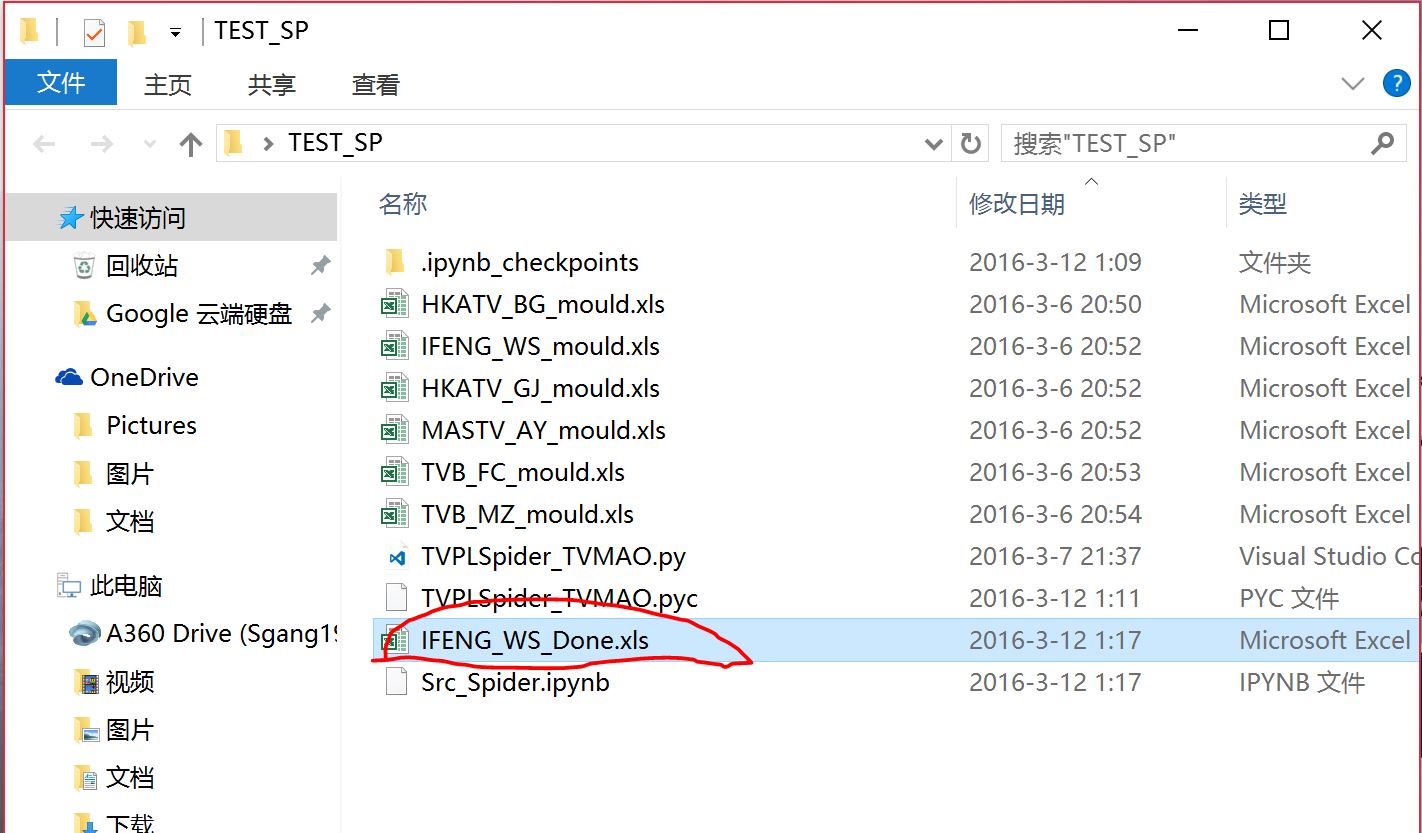 TEST_SP
文件 主页 共享 查看 ?
TEST_SP 搜索"TEST_SP"
名称 修改日期 类型
快速访问
回收站
Google 云端硬盘
OneDrive
Pictures
图片
文档
此电脑
A360 Drive (Sgang19
视频
图片
文档
下载
.ipynb_checkpoints 2016-3-12 1:09 文件夹
HKATV_BG_mould.xls 2016-3-6 20:50 Microsoft Excel
IFENG_WS_mould.xls 2016-3-6 20:52 Microsoft Excel
HKATV_GJ_mould.xls 2016-3-6 20:52 Microsoft Excel
MASTV_AY_mould.xls 2016-3-6 20:52 Microsoft Excel
TVB_FC_mould.xls 2016-3-6 20:53 Microsoft Excel
TVB_MZ_mould.xls 2016-3-6 20:54 Microsoft Excel
TVPLSpider_TVMAO.py 2016-3-7 21:37 Visual Studio Co
TVPLSpider_TVMAO.pyc 2016-3-12 1:11 PYC 文件
IFENG_WS_Done.xls 2016-3-12 1:17 Microsoft Excel
Src_Spider.ipynb 2016-3-12 1:17 IPYNB 文件